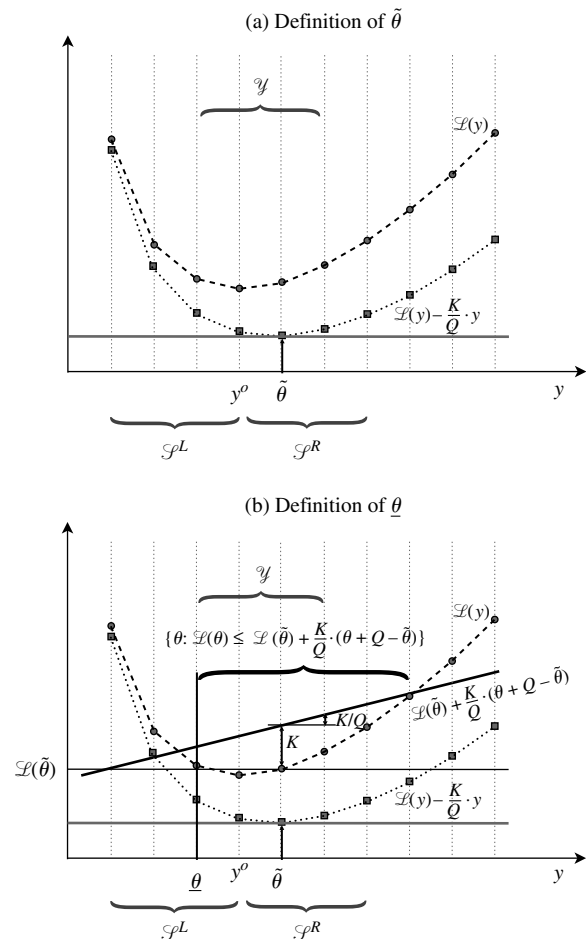 (a) Definition of θ̃
𝒴
ℒ(y)
ℒ(y) − K/Q · y
y° θ̃ y
𝒮^L 𝒮^R
(b) Definition of θ̲
𝒴
ℒ(y)
{θ: ℒ(θ) ≤ ℒ(θ̃) + K/Q · (θ + Q − θ̃)}
ℒ(θ̃) + K/Q · (θ + Q − θ̃)
K/Q
K
ℒ(θ̃)
ℒ(y) − K/Q · y
θ̲ y° θ̃ y
𝒮^L 𝒮^R